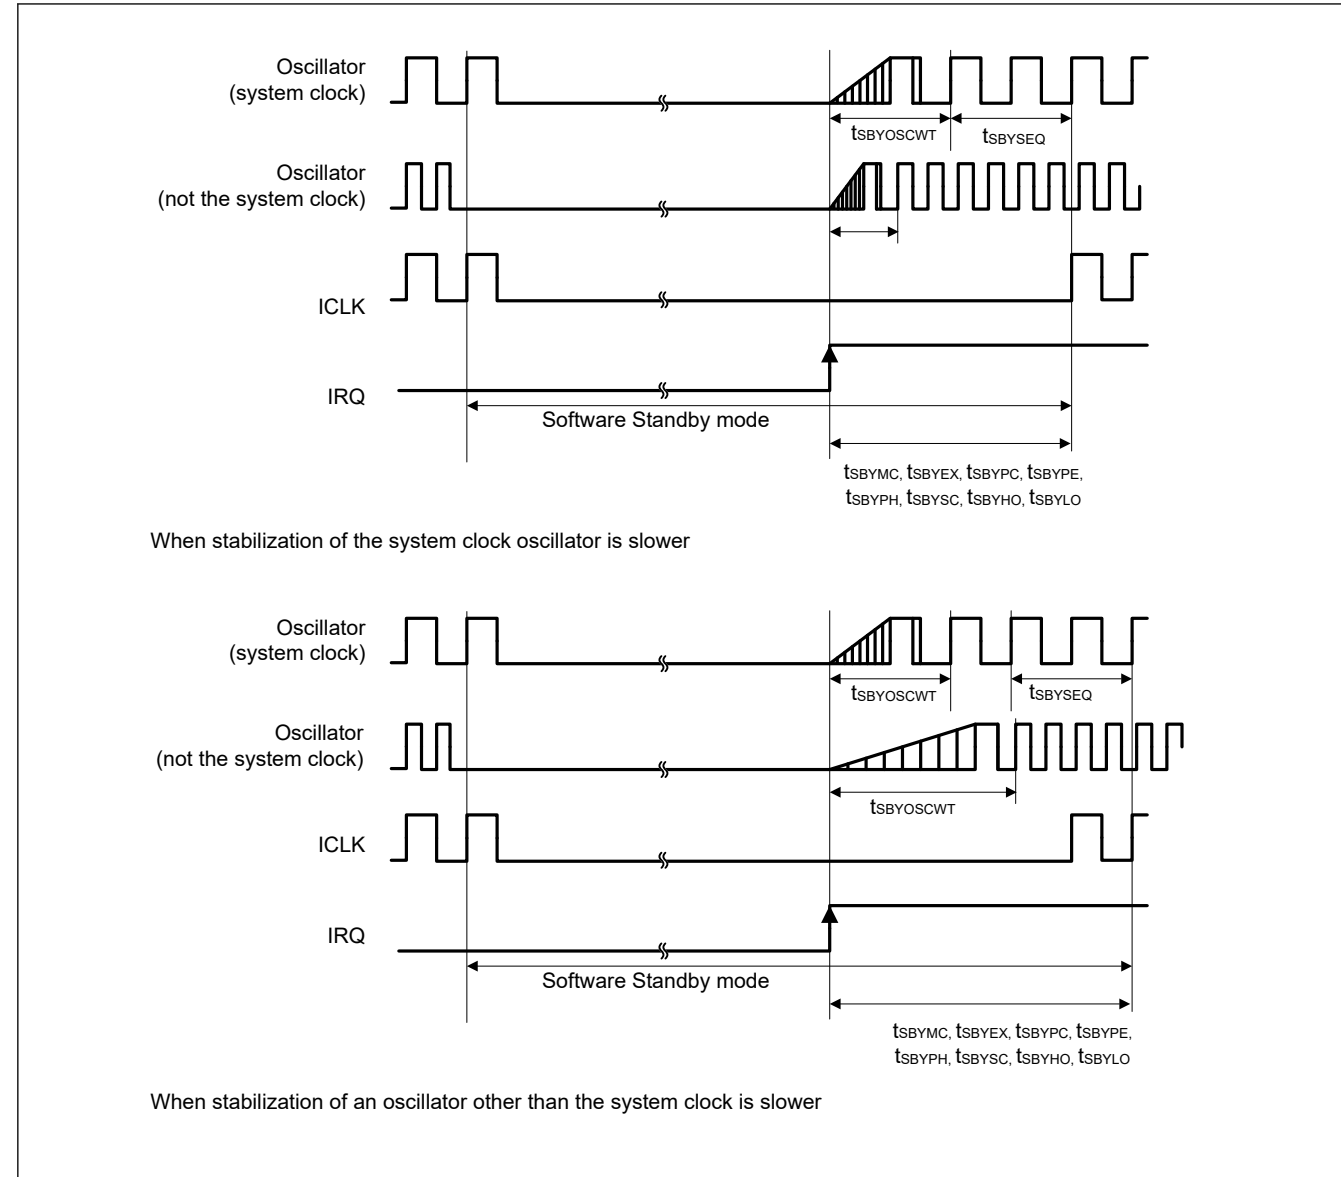 Oscillator
(system clock)
tSBYOSCWT
tSBYSEQ
Oscillator
(not the system clock)
ICLK
IRQ
Software Standby mode
tSBYMC, tSBYEX, tSBYPC, tSBYPE,
tSBYPH, tSBYSC, tSBYHO, tSBYLO
When stabilization of the system clock oscillator is slower
Oscillator
(system clock)
tSBYOSCWT
tSBYSEQ
Oscillator
(not the system clock)
tSBYOSCWT
ICLK
IRQ
Software Standby mode
tSBYMC, tSBYEX, tSBYPC, tSBYPE,
tSBYPH, tSBYSC, tSBYHO, tSBYLO
When stabilization of an oscillator other than the system clock is slower